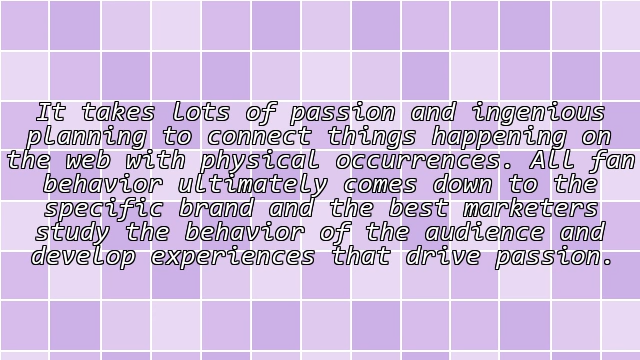 It takes lots of passion and ingenious
planning to connect things happening on
the web with physical occurrences. All fan
behavior ultimately comes down to the
specific brand and the best marketers
study the behavior of the audience and
develop experiences that drive passion.